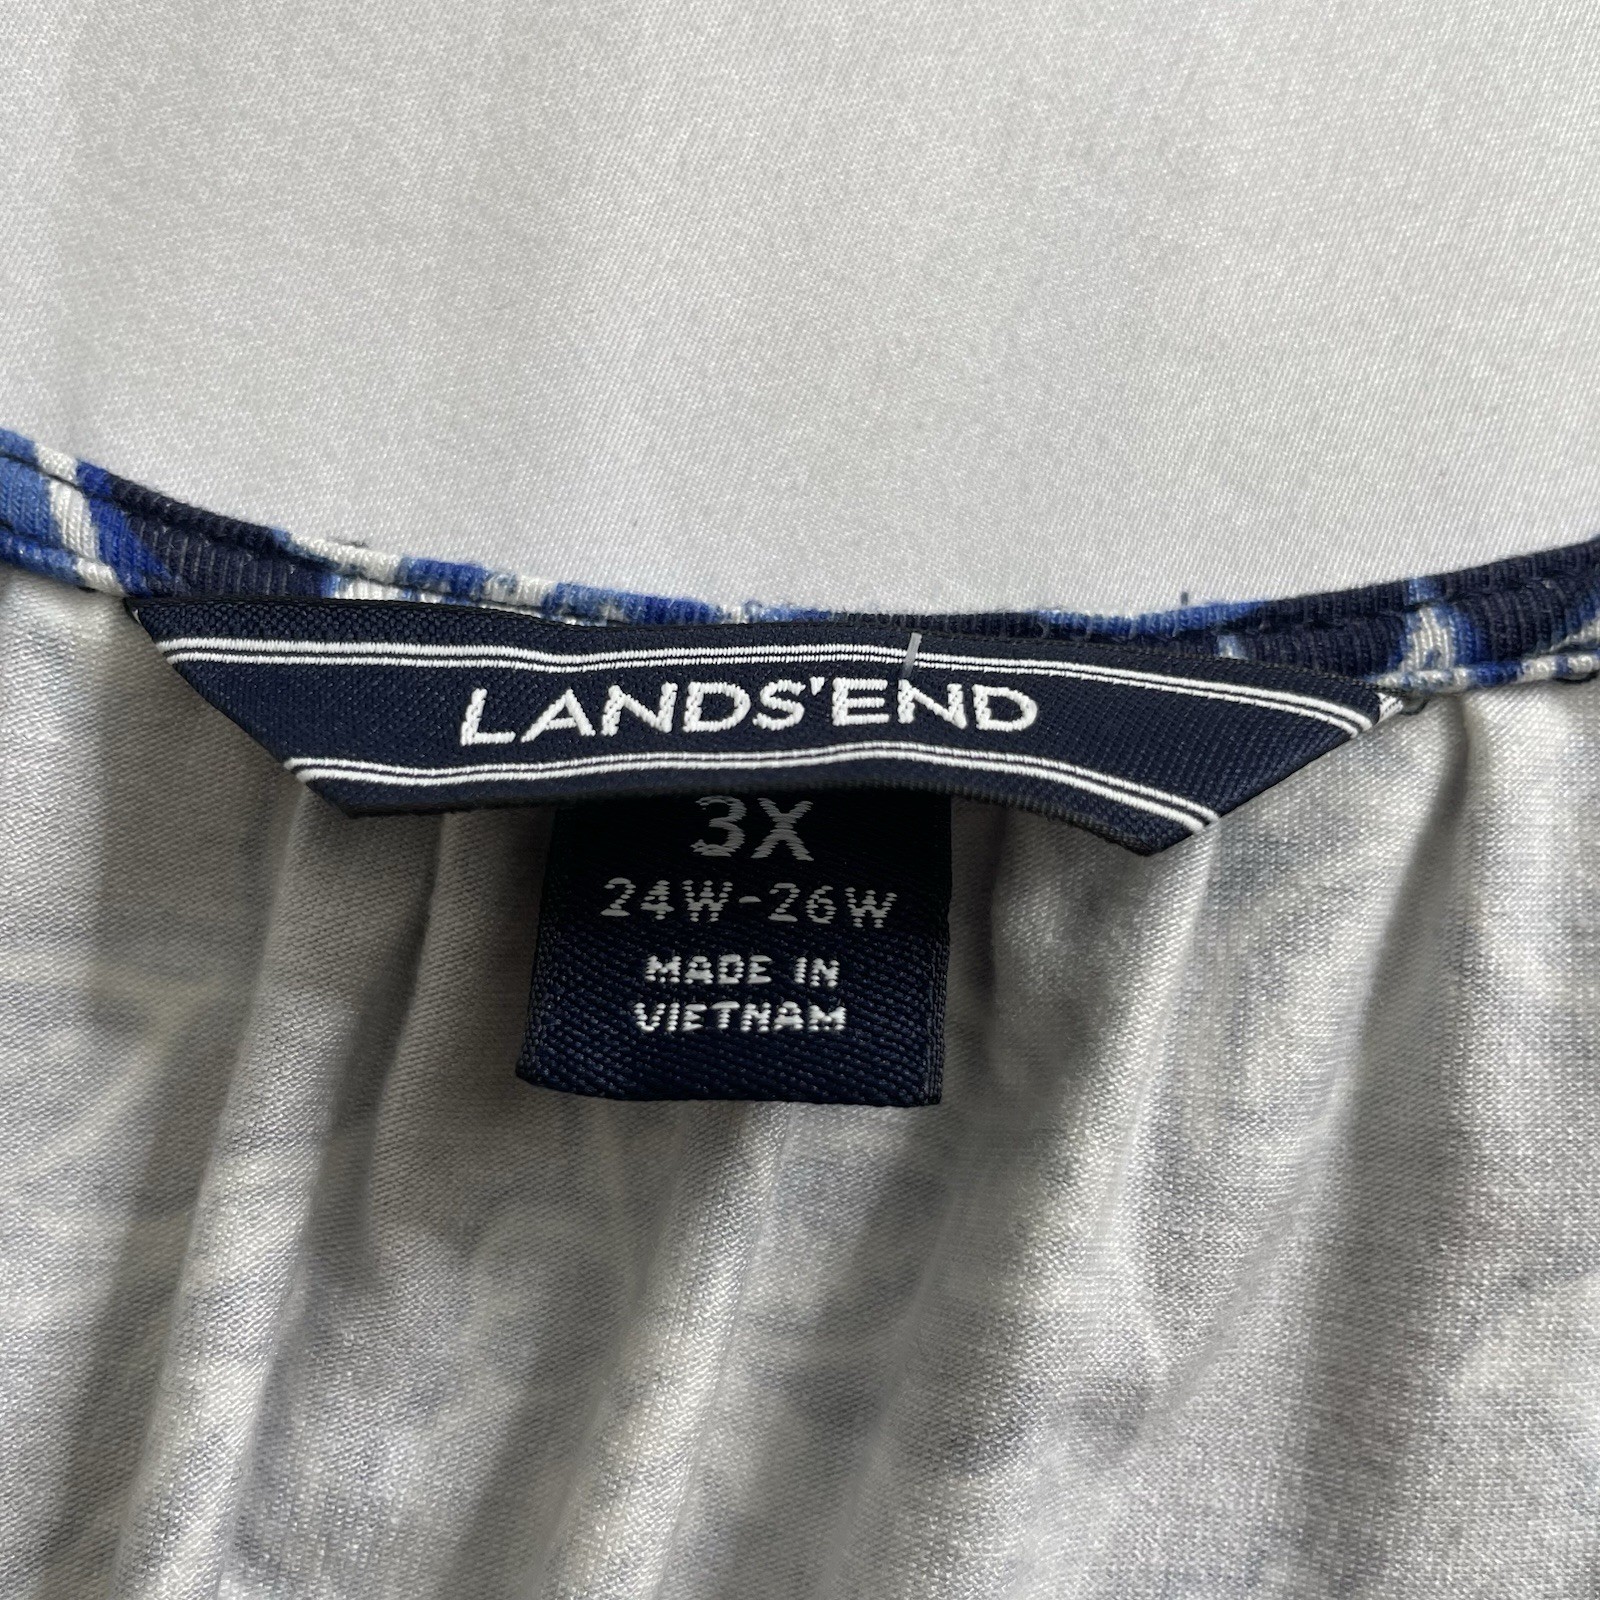 LANDS'END
3X
24W-26W
MADE IN
VIETNAM